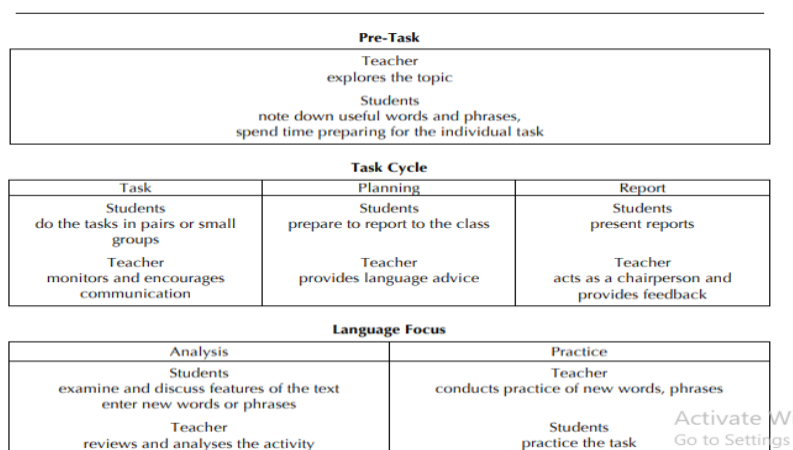 Pre-Task
Teacher
explores the topic
Students
note down useful words and phrases,
spend time preparing for the individual task
Task Cycle
Task
Planning
Report
Students
do the tasks in pairs or small
groups
Teacher
monitors and encourages
communication
Students
prepare to report to the class
Teacher
provides language advice
Students
present reports
Teacher
acts as a chairperson and
provides feedback
Language Focus
Analysis
Practice
Students
examine and discuss features of the text
enter new words or phrases
Teacher
reviews and analyses the activity
Teacher
conducts practice of new words, phrases
Students
practice the task
Activate W
Go to Settings